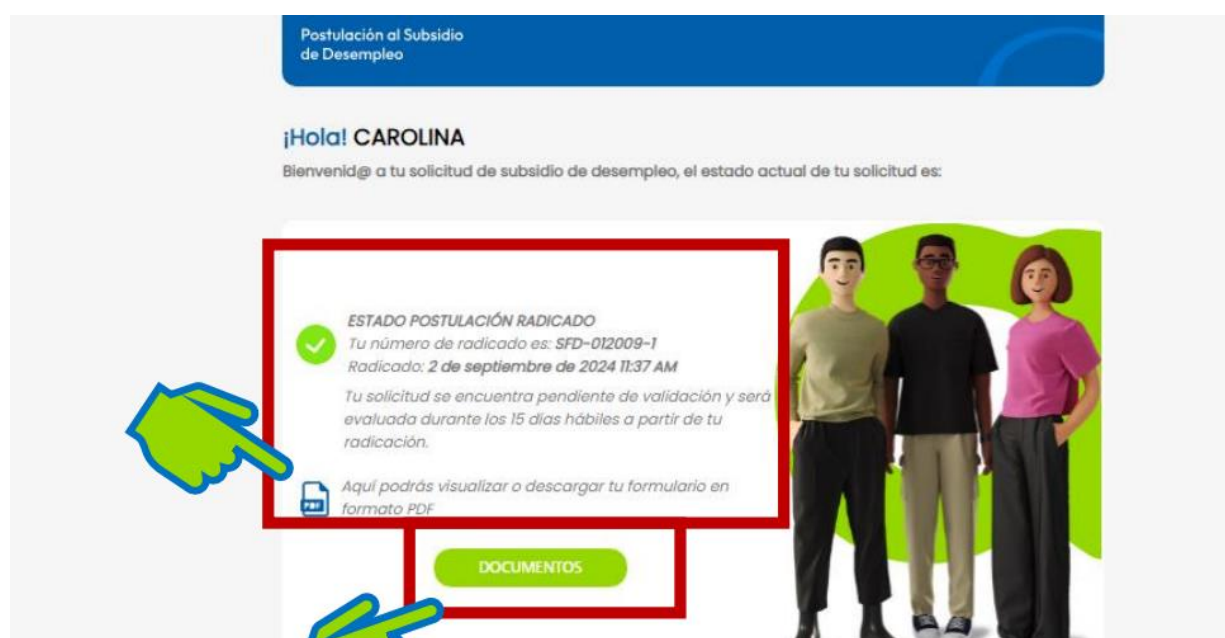 Postulación al Subsidio
de Desempleo
¡Hola! CAROLINA
Bienvenid@ a tu solicitud de subsidio de desempleo, el estado actual de tu solicitud es:
ESTADO POSTULACIÓN RADICADO
Tu número de radicado es: SFD-012009-1
Radicado: 2 de septiembre de 2024 11:37 AM
Tu solicitud se encuentra pendiente de validación y será
evaluada durante los 15 días hábiles a partir de tu
radicación.
PDF
Aquí podrás visualizar o descargar tu formulario en
formato PDF
DOCUMENTOS